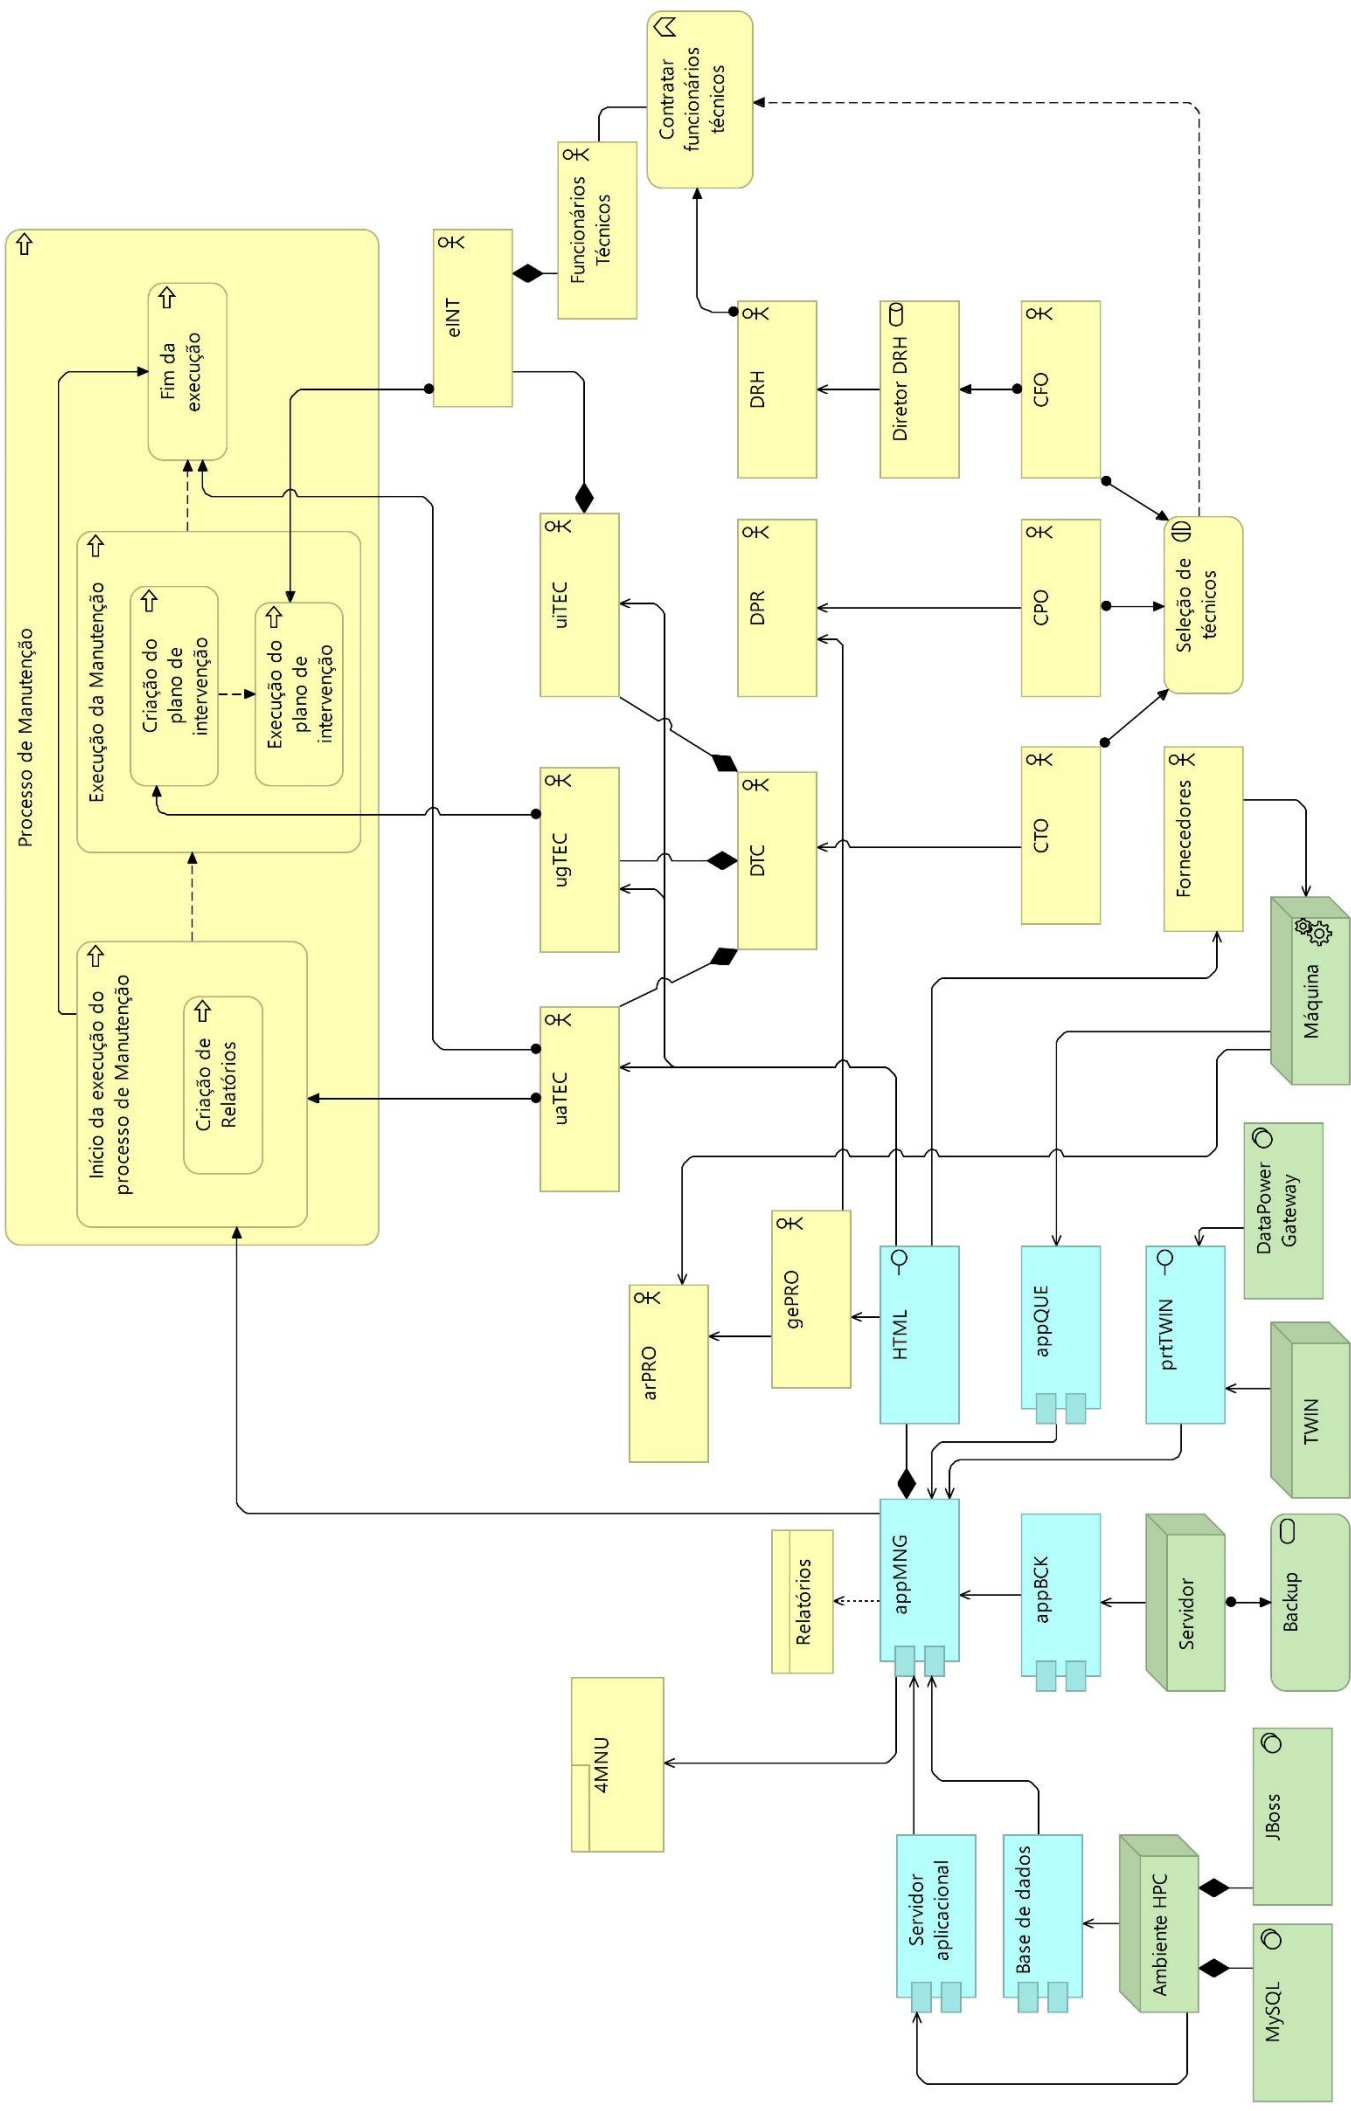 Processo de Manutenção
Início da execução do
processo de Manutenção
Criação de
Relatórios
Execução da Manutenção
Criação do
plano de
intervenção
Execução do
plano de
intervenção
Fim da
execução
eINT
Funcionários
Técnicos
Contratar
funcionários
técnicos
uaTEC
ugTEC
uiTEC
4MNU
arPRO
gePRO
DTC
DPR
DRH
Relatórios
Diretor DRH
appMNG
HTML
Servidor
aplicacional
Base de dados
appBCK
appQUE
CTO
CPO
CFO
Ambiente HPC
Servidor
prtTWIN
Fornecedores
Seleção de
técnicos
MySQL
JBoss
Backup
TWIN
DataPower
Gateway
Máquina